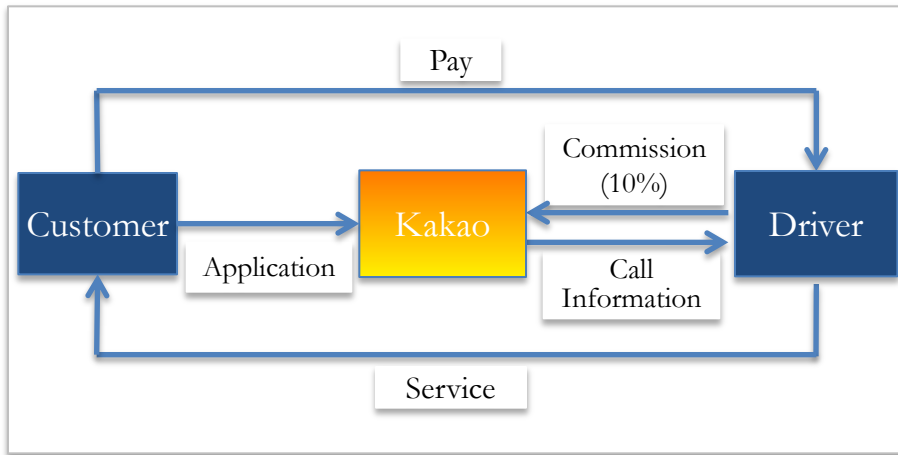 Pay
Commission
(10%)
Customer
Kakao
Driver
Application
Call
Information
Service